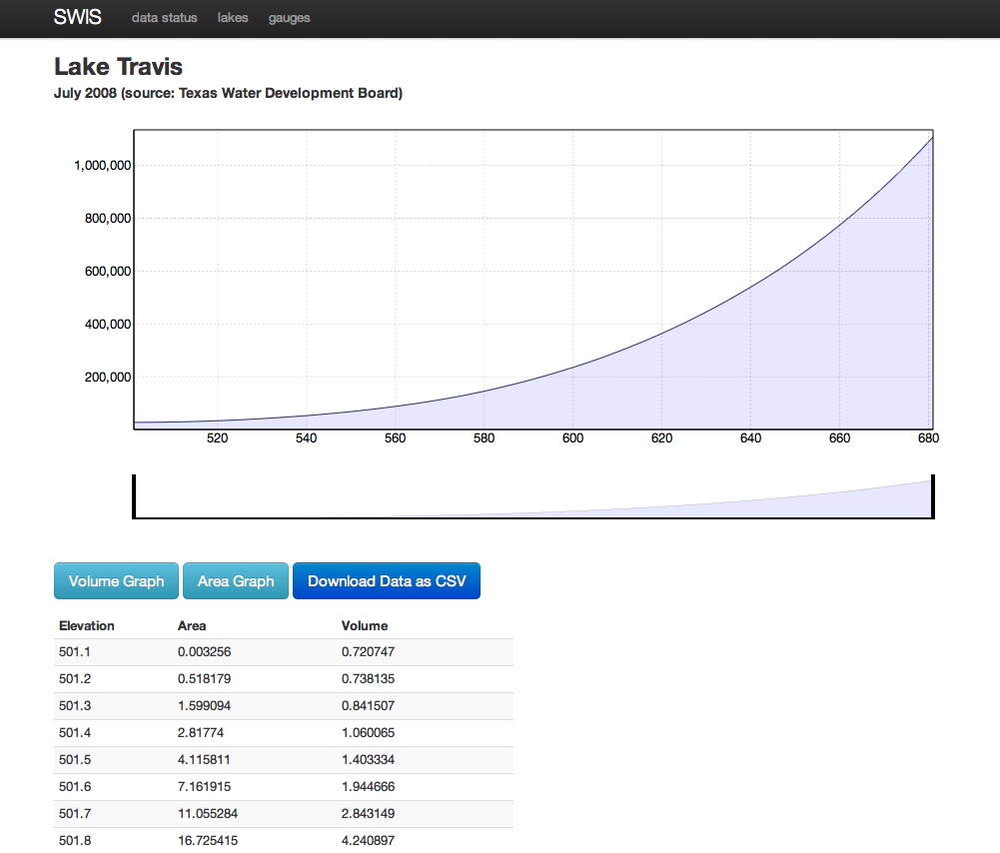 SWIS data status lakes gauges
Lake Travis
July 2008 (source: Texas Water Development Board)
1,000,000
800,000
600,000
400,000
200,000
520 540 560 580 600 620 640 660 680
Volume Graph Area Graph Download Data as CSV
Elevation Area Volume
501.1 0.003256 0.720747
501.2 0.518179 0.738135
501.3 1.599094 0.841507
501.4 2.81774 1.060065
501.5 4.115811 1.403334
501.6 7.161915 1.944666
501.7 11.055284 2.843149
501.8 16.725415 4.240897